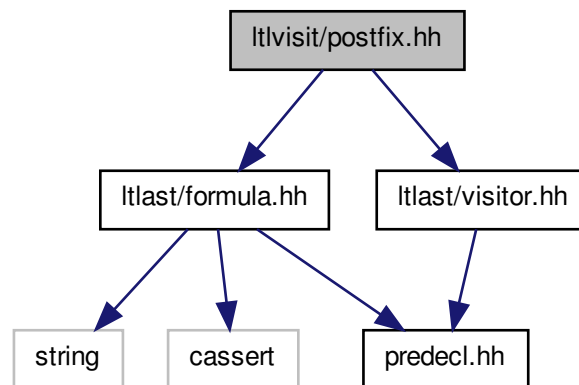 ltlvisit/postfix.hh
ltlast/formula.hh
ltlast/visitor.hh
string
cassert
predecl.hh